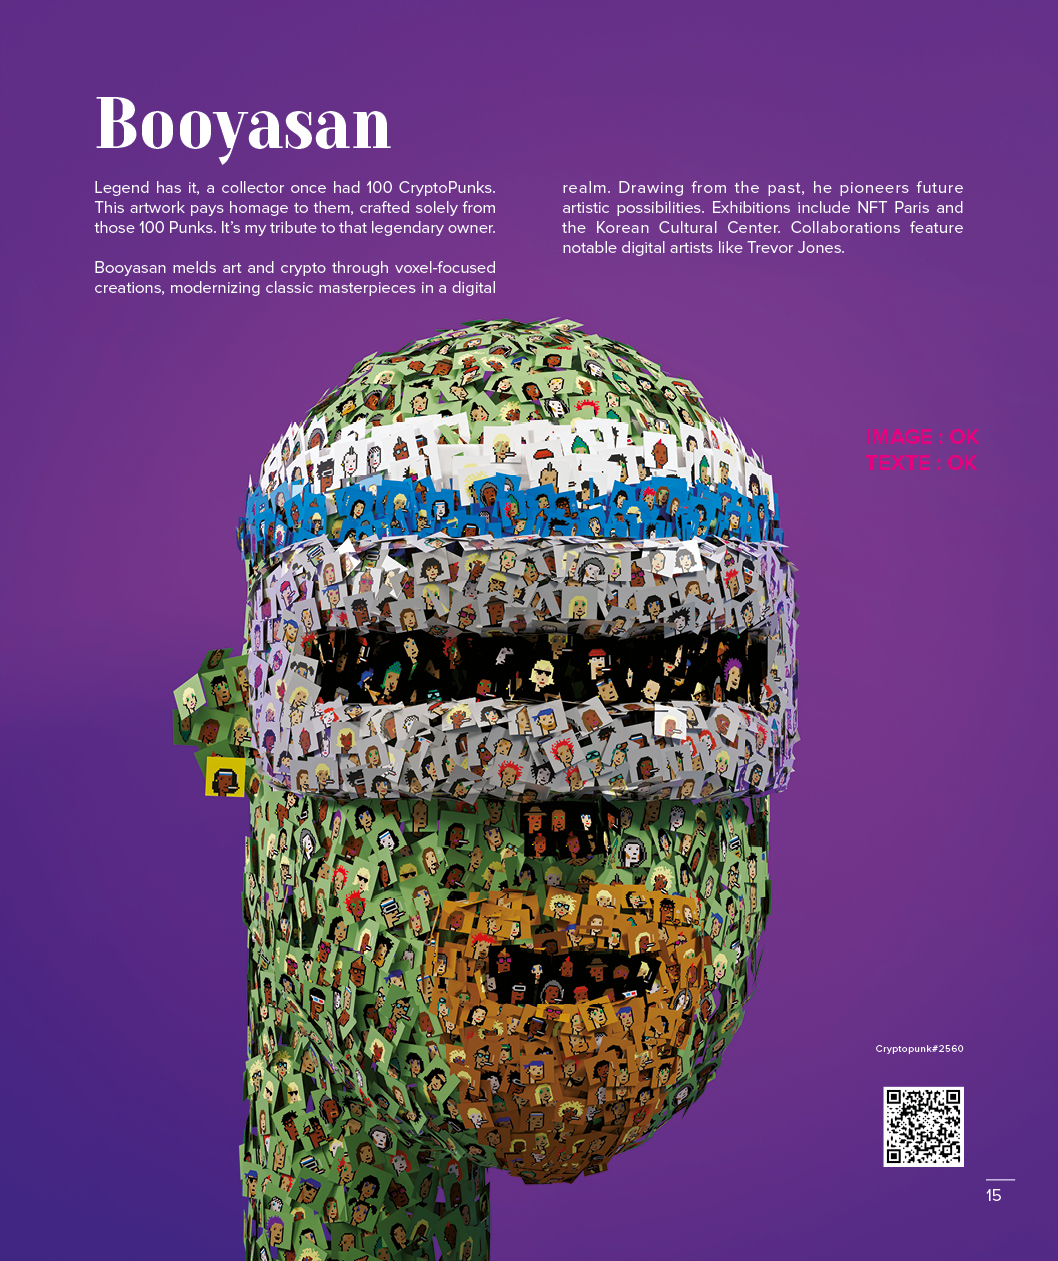 Booyasan
Legend has it, a collector once had 100 CryptoPunks.
This artwork pays homage to them, crafted solely from
those 100 Punks. It's my tribute to that legendary owner.
Booyasan melds art and crypto through voxel-focused
creations, modernizing classic masterpieces in a digital
realm. Drawing from the past, he pioneers future
artistic possibilities. Exhibitions include NFT Paris and
the Korean Cultural Center. Collaborations feature
notable digital artists like Trevor Jones.
IMAGE : OK
TEXTE : OK
Cryptopunk#2560
15